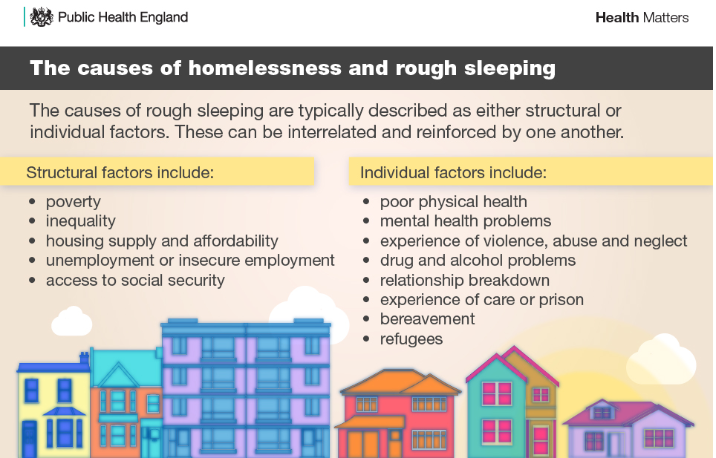 Public Health England
Health Matters
The causes of homelessness and rough sleeping
The causes of rough sleeping are typically described as either structural or
individual factors. These can be interrelated and reinforced by one another.
Structural factors include:
• poverty
• inequality
• housing supply and affordability
• unemployment or insecure employment
• access to social security
Individual factors include:
• poor physical health
• mental health problems
• experience of violence, abuse and neglect
• drug and alcohol problems
• relationship breakdown
• experience of care or prison
• bereavement
• refugees